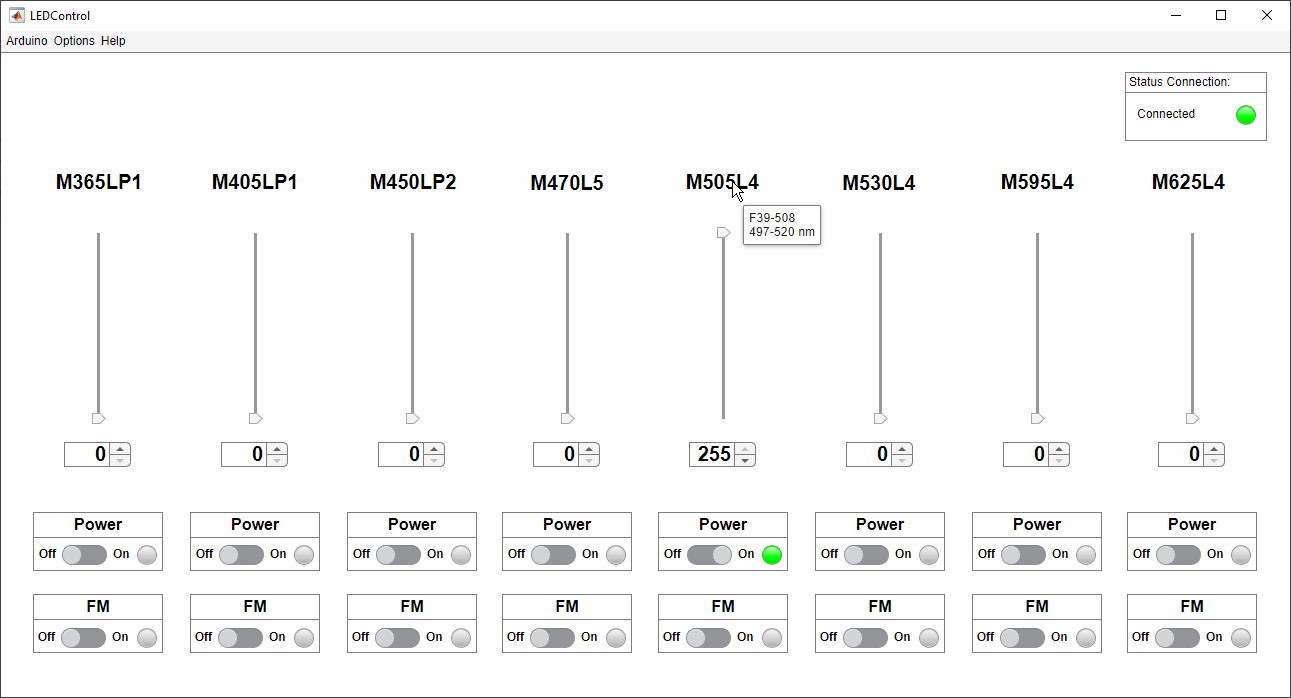 LEDControl
Arduino Options Help
Status Connection:
Connected
M365LP1 M405LP1 M450LP2 M470L5 M505L4 M530L4 M595L4 M625L4
F39-508
497-520 nm
0 0 0 0 255 0 0 0
Power Power Power Power Power Power Power Power
Off On Off On Off On Off On Off On Off On Off On Off On
FM FM FM FM FM FM FM FM
Off On Off On Off On Off On Off On Off On Off On Off On